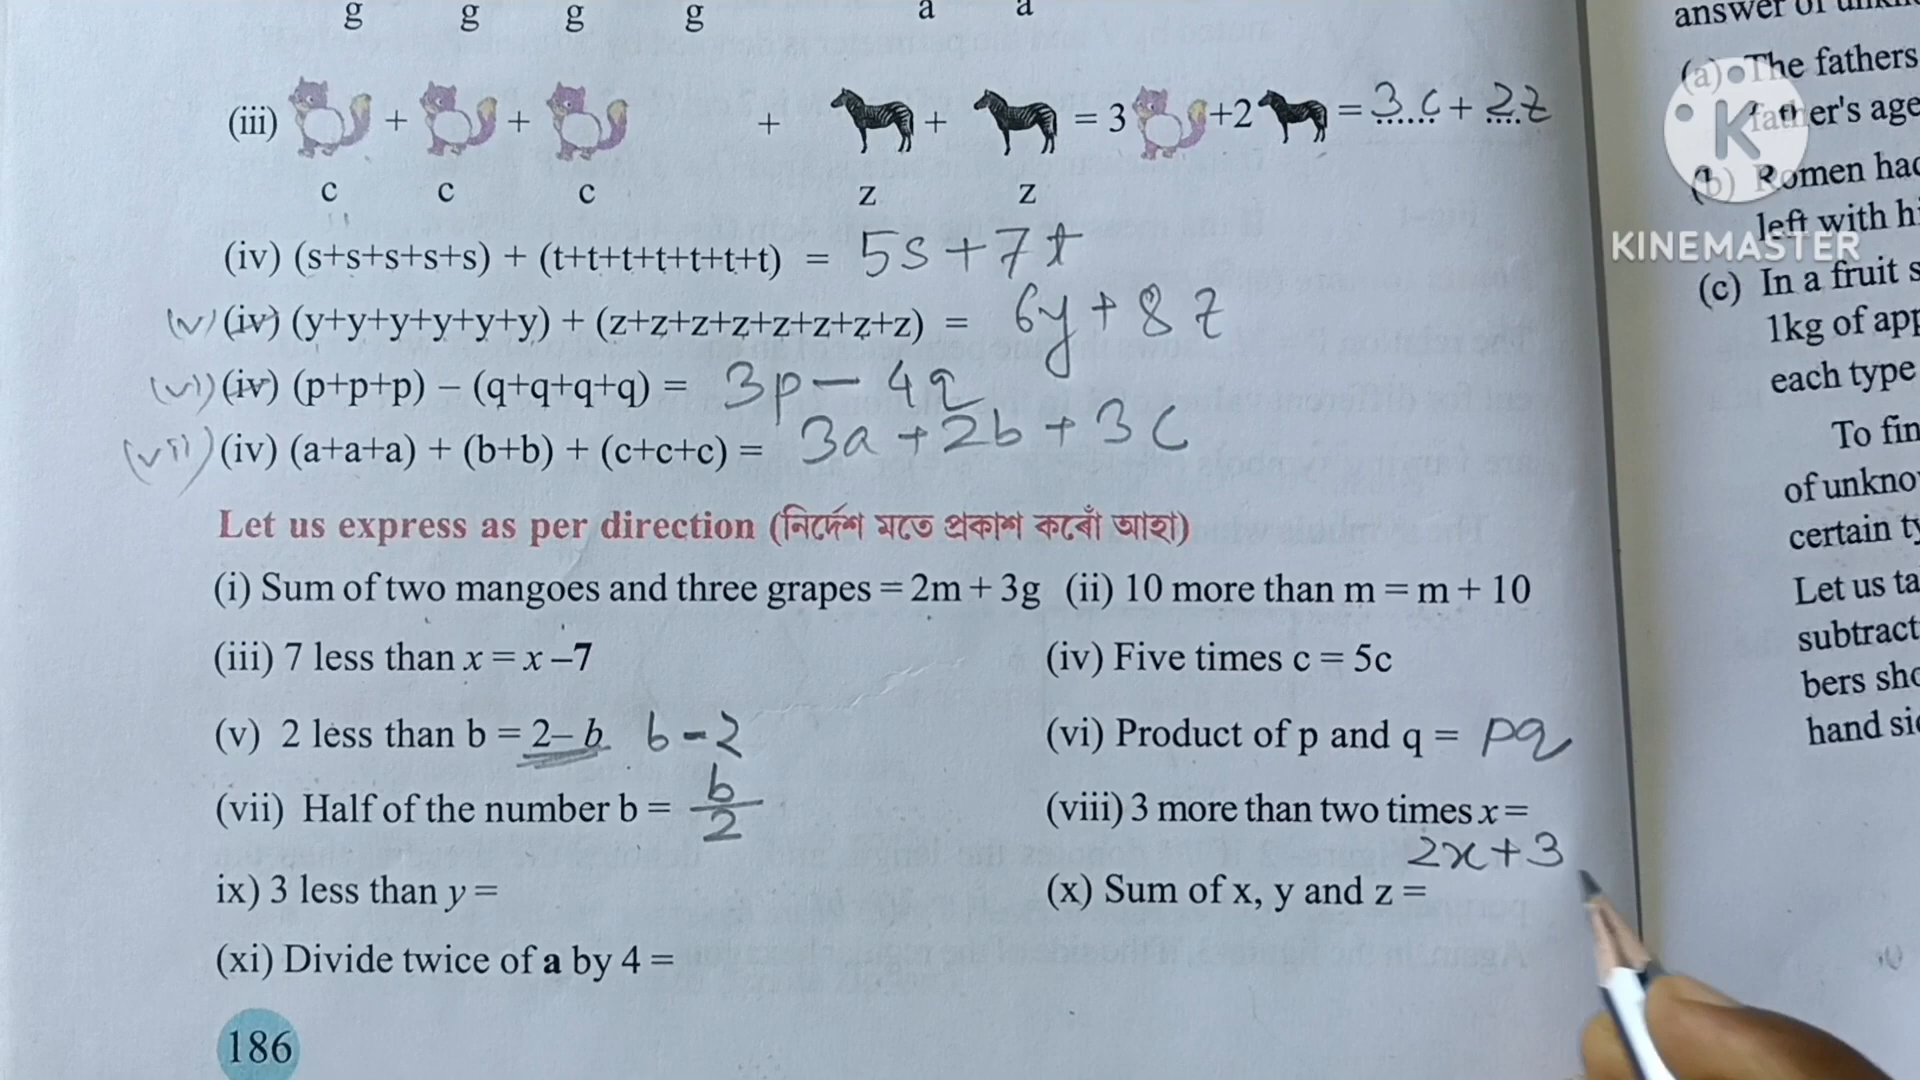 g g g g a a
(iii) + + + + = 3 +2 = 3c + 2z
c c c z z
(iv) (s+s+s+s+s) + (t+t+t+t+t+t+t) = 5s+7t
(v) (iv) (y+y+y+y+y+y) + (z+z+z+z+z+z+z+z) = 6y+8z
(vi) (iv) (p+p+p) – (q+q+q+q) = 3p – 4q
(vii) (iv) (a+a+a) + (b+b) + (c+c+c) = 3a+2b+3c
Let us express as per direction (নিৰ্দেশ মতে প্ৰকাশ কৰোঁ আহা)
(i) Sum of two mangoes and three grapes = 2m + 3g (ii) 10 more than m = m + 10
(iii) 7 less than x = x –7 (iv) Five times c = 5c
(v) 2 less than b = 2– b b-2 (vi) Product of p and q = pq
(vii) Half of the number b = b/2 (viii) 3 more than two times x =
2x+3
ix) 3 less than y = (x) Sum of x, y and z =
(xi) Divide twice of a by 4 =
186
answer of
(a) The fathers
father's age
K
(b) Romen had
left with hi
KINEMASTER
(c) In a fruit s
1kg of app
each type
To fin
of unkno
certain ty
Let us ta
subtract
bers sho
hand sid